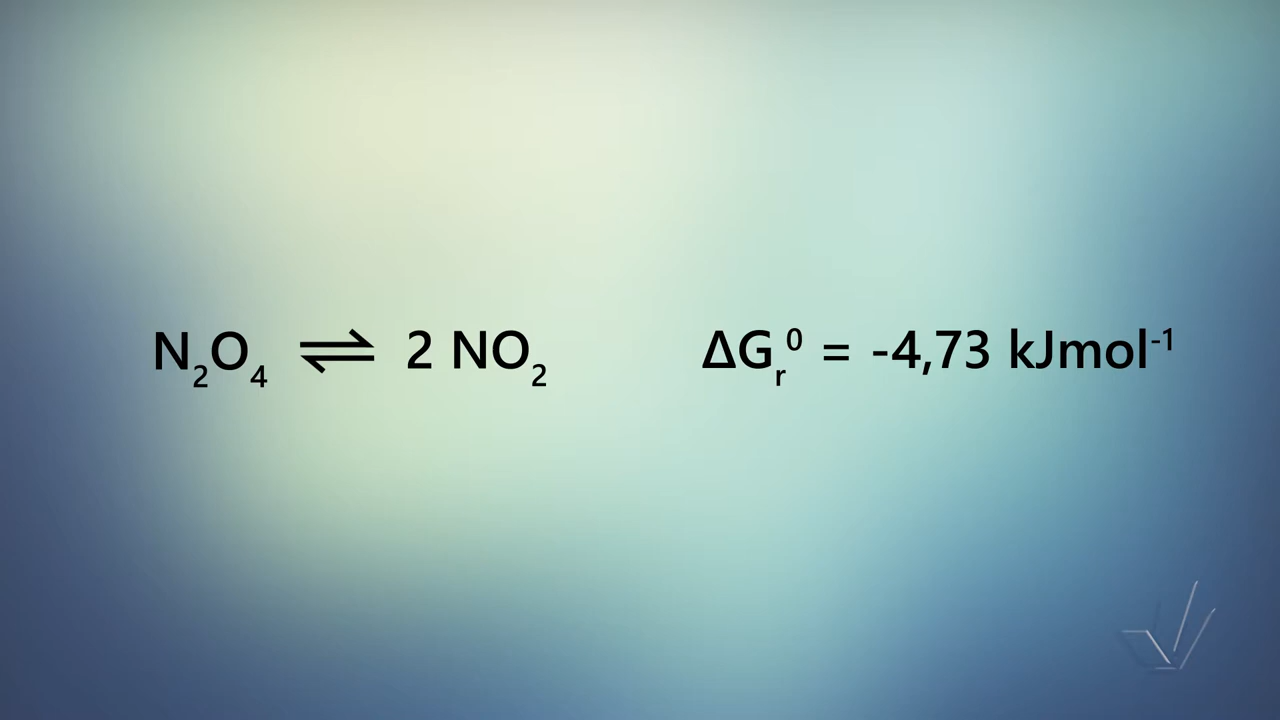 N₂O₄ ⇌ 2 NO₂ ΔGᵣ⁰ = -4,73 kJmol⁻¹